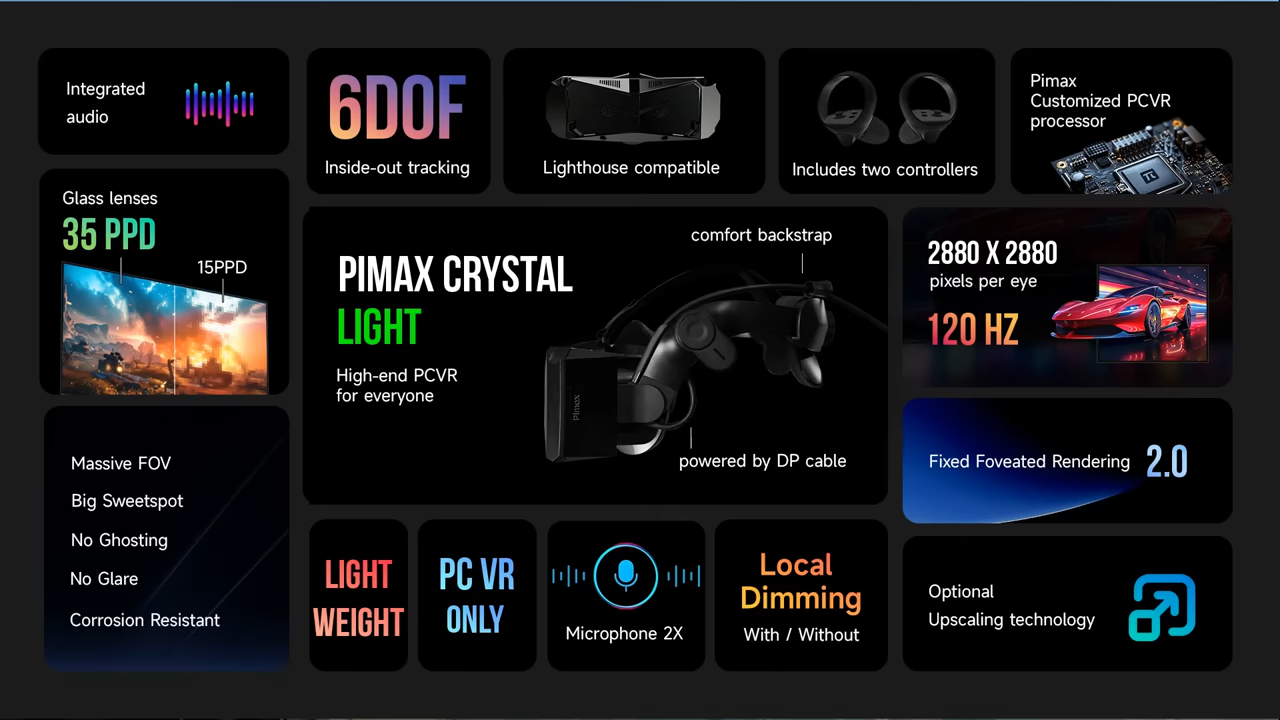 Integrated
audio
6DOF
Inside-out tracking
Lighthouse compatible
Includes two controllers
Pimax
Customized PCVR
processor
Glass lenses
35 PPD
15PPD
PIMAX CRYSTAL
LIGHT
High-end PCVR
for everyone
comfort backstrap
Pimax
powered by DP cable
2880 X 2880
pixels per eye
120 HZ
Fixed Foveated Rendering 2.0
Massive FOV
Big Sweetspot
No Ghosting
No Glare
Corrosion Resistant
LIGHT
WEIGHT
PC VR
ONLY
Microphone 2X
Local
Dimming
With / Without
Optional
Upscaling technology